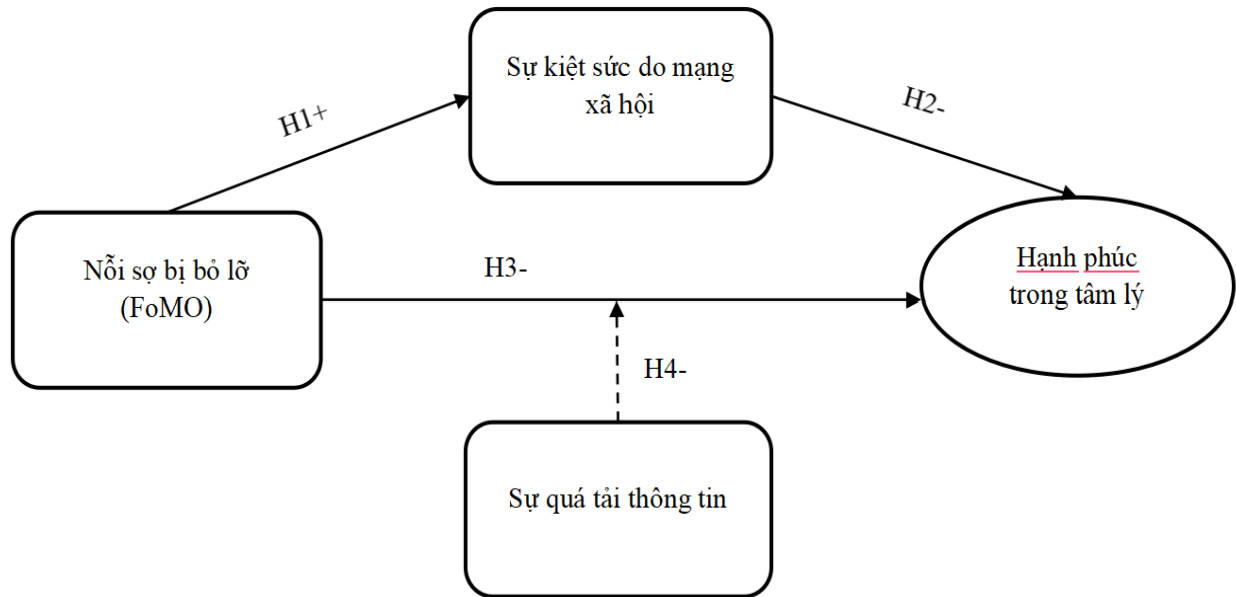 Sự kiệt sức do mạng
xã hội
H1+
H2-
Nỗi sợ bị bỏ lỡ
(FoMO)
H3-
Hạnh phúc
trong tâm lý
H4-
Sự quá tải thông tin